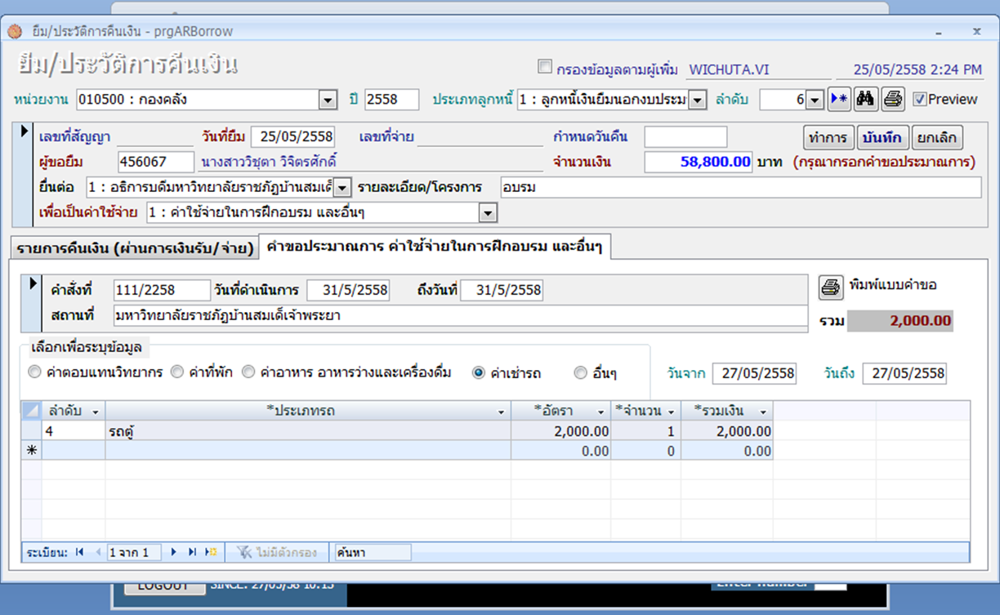 ยืม/ประวัติการคืนเงิน - prgARBorrow
ยืม/ประวัติการคืนเงิน
กรองข้อมูลตามผู้เพิ่ม WICHUTA.VI 25/05/2558 2:24 PM
หน่วยงาน 010500 : กองคลัง ปี 2558 ประเภทลูกหนี้ 1 : ลูกหนี้เงินยืมนอกงบประม ลำดับ 6 Preview
เลขที่สัญญา วันที่ยืม 25/05/2558 เลขที่จ่าย กำหนดวันคืน ทำการ บันทึก ยกเลิก
ผู้ขอยืม 456067 นางสาววิชุตา วิจิตรศักดิ์ จำนวนเงิน 58,800.00 บาท (กรุณากรอกคำขอประมาณการ)
ยื่นต่อ 1 : อธิการบดีมหาวิทยาลัยราชภัฏบ้านสมเด็ รายละเอียด/โครงการ อบรม
เพื่อเป็นค่าใช้จ่าย 1 : ค่าใช้จ่ายในการฝึกอบรม และอื่นๆ
รายการคืนเงิน (ผ่านการเงินรับ/จ่าย) คำขอประมาณการ ค่าใช้จ่ายในการฝึกอบรม และอื่นๆ
คำสั่งที่ 111/2258 วันที่ดำเนินการ 31/5/2558 ถึงวันที่ 31/5/2558 พิมพ์แบบคำขอ
สถานที่ มหาวิทยาลัยราชภัฏบ้านสมเด็เจ้าพระยา รวม 2,000.00
เลือกเพื่อระบุข้อมูล
ค่าตอบแทนวิทยากร ค่าที่พัก ค่าอาหาร อาหารว่างและเครื่องดื่ม ค่าเช่ารถ อื่นๆ วันจาก 27/05/2558 วันถึง 27/05/2558
ลำดับ *ประเภทรถ *อัตรา *จำนวน *รวมเงิน
4 รถตู้ 2,000.00 1 2,000.00
0.00 0 0.00
ระเบียน: 1 จาก 1 ไม่มีตัวกรอง ค้นหา
LOGOUT SINCE: 27/05/58 10:15 Enter number